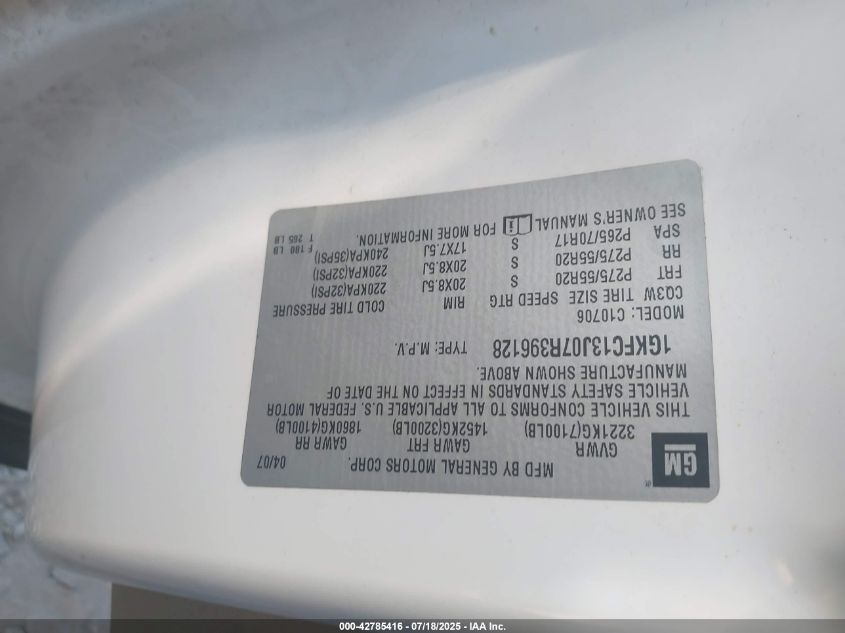 GM
MFD BY GENERAL MOTORS CORP. 04/07
GVWR GAWR FRT GAWR RR
3221KG(7100LB) 1452KG(3200LB) 1860KG(4100LB)
THIS VEHICLE CONFORMS TO ALL APPLICABLE U.S. FEDERAL MOTOR
VEHICLE SAFETY STANDARDS IN EFFECT ON THE DATE OF
MANUFACTURE SHOWN ABOVE.
1GKFC13J07R396128 TYPE: M.P.V.
MODEL: C10706
CQ3W TIRE SIZE SPEED RTG RIM COLD TIRE PRESSURE
FRT P275/55R20 S 20X8.5J 220KPA(32PSI)
RR P275/55R20 S 20X8.5J 220KPA(32PSI)
SPA P265/70R17 17X7.5J 240KPA(35PSI)
SEE OWNER'S MANUAL FOR MORE INFORMATION.
F 180 LB
T 265 LB
000-42785416 - 07/18/2025 - IAA Inc.